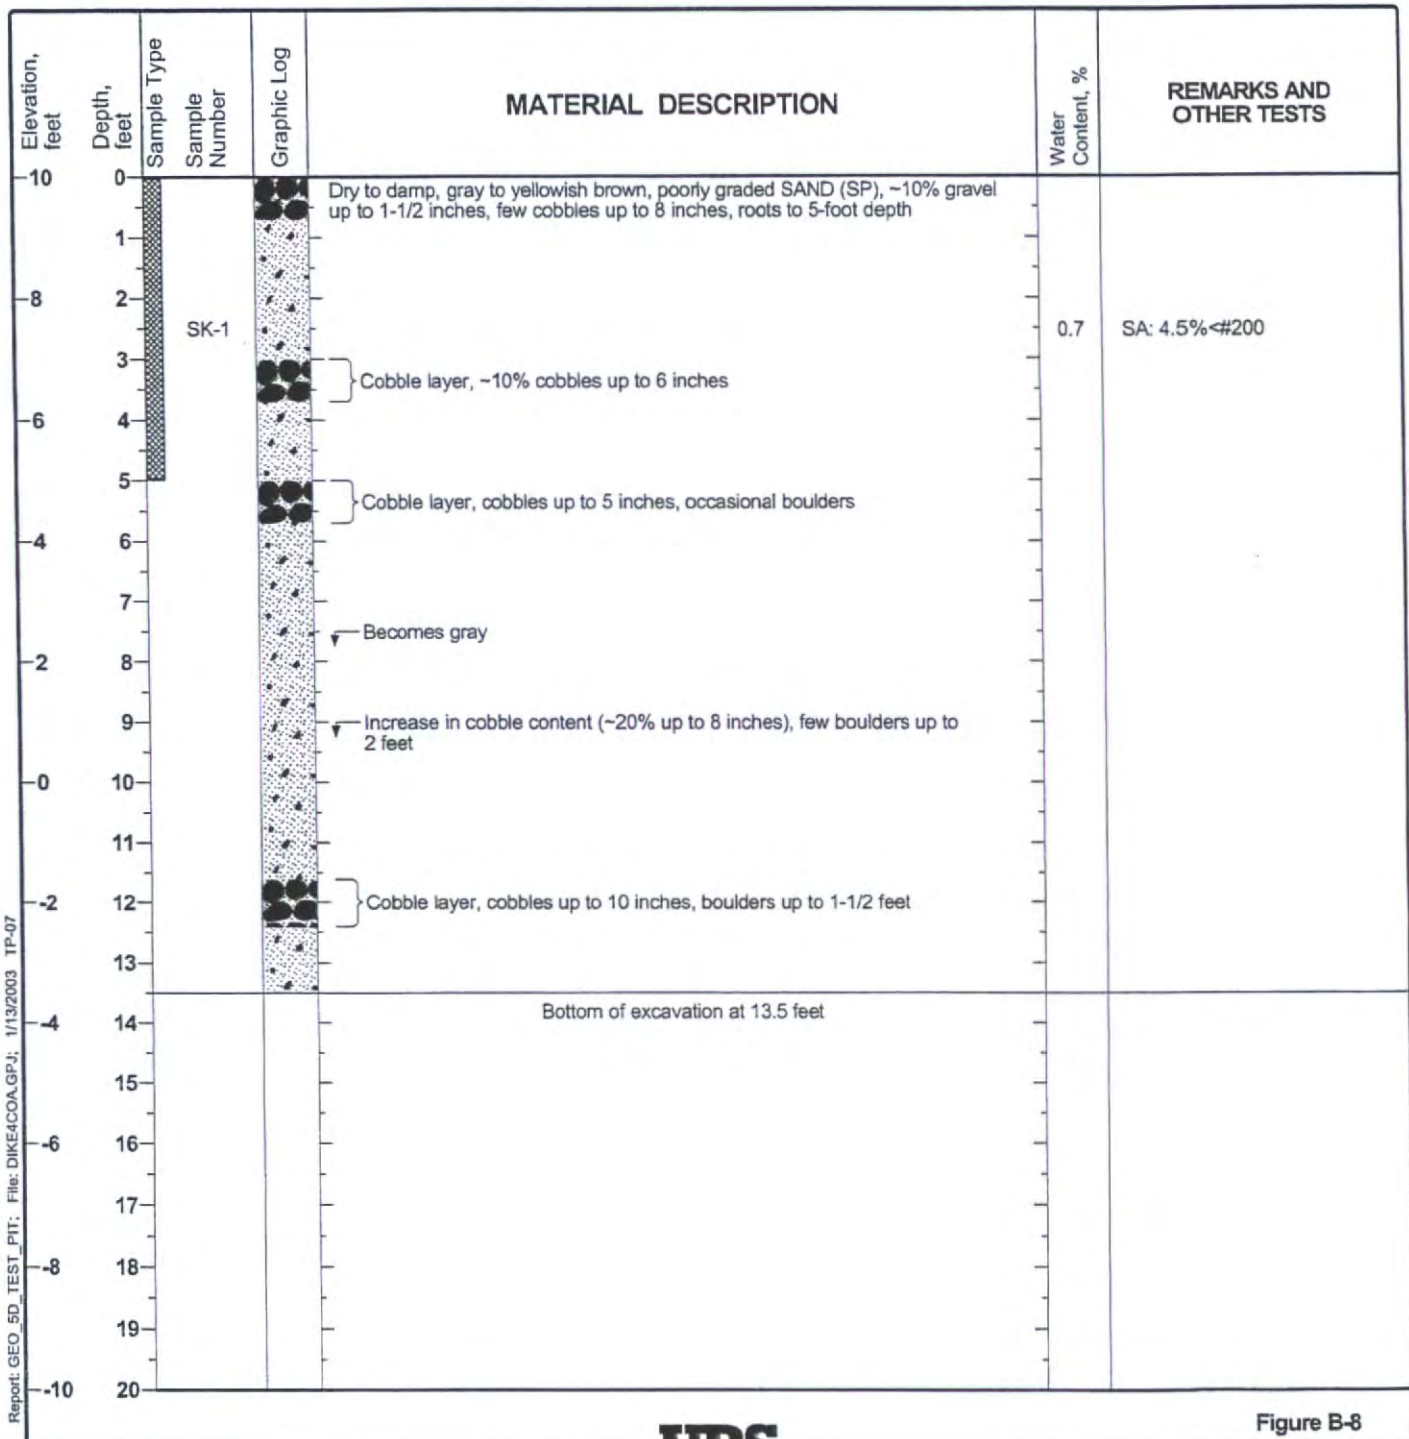 Elevation, feet
Depth, feet
Sample Type
Sample Number
Graphic Log
MATERIAL DESCRIPTION
Water Content, %
REMARKS AND
OTHER TESTS
10
0
Dry to damp, gray to yellowish brown, poorly graded SAND (SP), ~10% gravel
up to 1-1/2 inches, few cobbles up to 8 inches, roots to 5-foot depth
1
8
2
SK-1
0.7
SA: 4.5%<#200
3
Cobble layer, ~10% cobbles up to 6 inches
6
4
5
Cobble layer, cobbles up to 5 inches, occasional boulders
4
6
7
Becomes gray
2
8
9
Increase in cobble content (~20% up to 8 inches), few boulders up to
2 feet
0
10
11
-2
12
Cobble layer, cobbles up to 10 inches, boulders up to 1-1/2 feet
13
Bottom of excavation at 13.5 feet
-4
14
15
-6
16
17
-8
18
19
-10
20
Report: GEO_5D_TEST_PIT; File: DIKE4COA.GPJ; 1/13/2003 TP-07
Figure B-8
URS